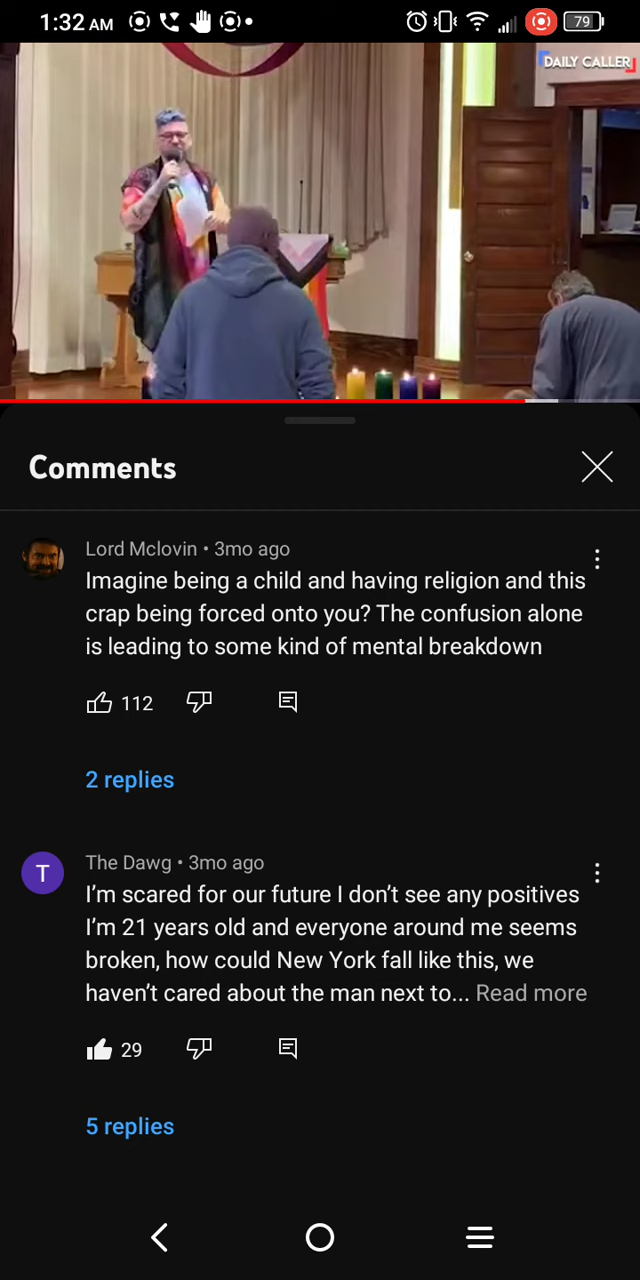 1:32 AM
79
DAILY CALLER
Comments
Lord Mclovin • 3mo ago
Imagine being a child and having religion and this
crap being forced onto you? The confusion alone
is leading to some kind of mental breakdown
112
2 replies
T
The Dawg • 3mo ago
I’m scared for our future I don’t see any positives
I’m 21 years old and everyone around me seems
broken, how could New York fall like this, we
haven’t cared about the man next to... Read more
29
5 replies